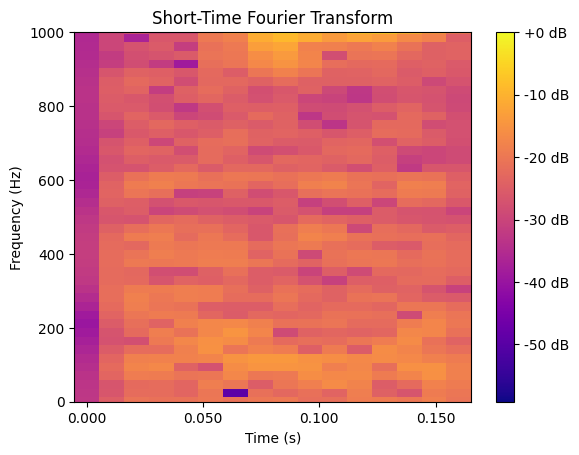 Short-Time Fourier Transform
1000
800
600
400
200
0
Frequency (Hz)
0.000
0.050
0.100
0.150
Time (s)
+0 dB
-10 dB
-20 dB
-30 dB
-40 dB
-50 dB